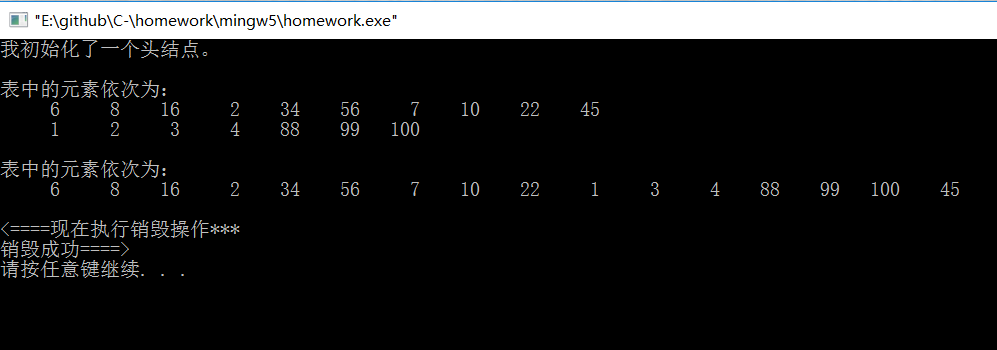 "E:\github\C-\homework\mingw5\homework.exe"
我初始化了一个头结点。
表中的元素依次为:
6 8 16 2 34 56 7 10 22 45
1 2 3 4 88 99 100
表中的元素依次为:
6 8 16 2 34 56 7 10 22 1 3 4 88 99 100 45
<====现在执行销毁操作***
销毁成功====>
请按任意键继续. . .